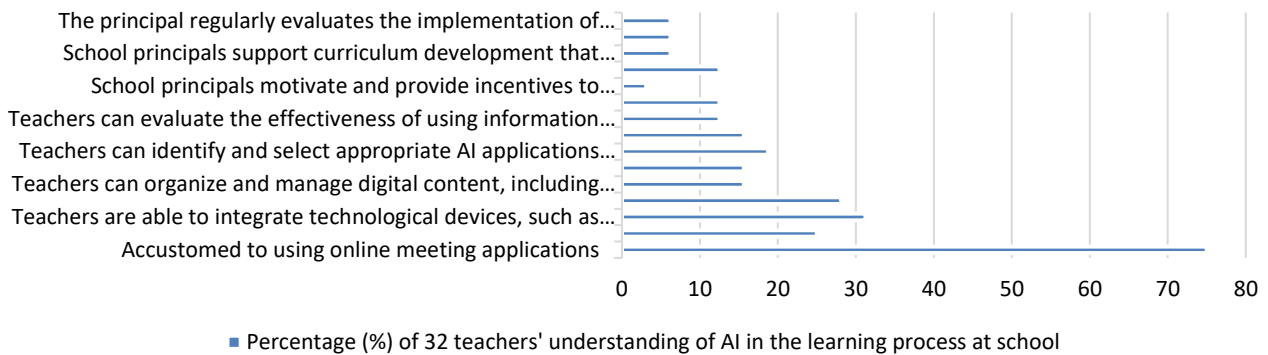 The principal regularly evaluates the implementation of...
School principals support curriculum development that...
School principals motivate and provide incentives to...
Teachers can evaluate the effectiveness of using information...
Teachers can identify and select appropriate AI applications...
Teachers can organize and manage digital content, including...
Teachers are able to integrate technological devices, such as...
Accustomed to using online meeting applications
0 10 20 30 40 50 60 70 80
Percentage (%) of 32 teachers' understanding of AI in the learning process at school